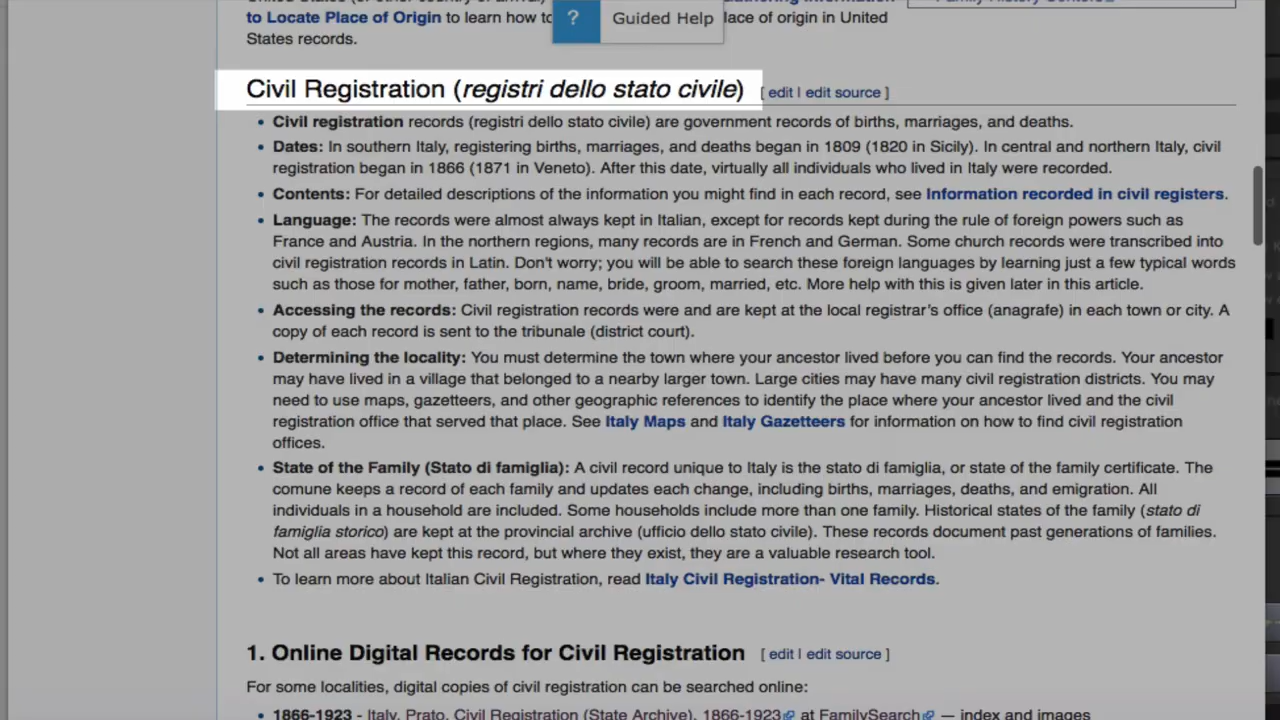 to Locate Place of Origin to learn how to
? Guided Help
lace of origin in United
States records.
Civil Registration (registri dello stato civile) [ edit | edit source ]
• Civil registration records (registri dello stato civile) are government records of births, marriages, and deaths.
• Dates: In southern Italy, registering births, marriages, and deaths began in 1809 (1820 in Sicily). In central and northern Italy, civil
registration began in 1866 (1871 in Veneto). After this date, virtually all individuals who lived in Italy were recorded.
• Contents: For detailed descriptions of the information you might find in each record, see Information recorded in civil registers.
• Language: The records were almost always kept in Italian, except for records kept during the rule of foreign powers such as
France and Austria. In the northern regions, many records are in French and German. Some church records were transcribed into
civil registration records in Latin. Don't worry; you will be able to search these foreign languages by learning just a few typical words
such as those for mother, father, born, name, bride, groom, married, etc. More help with this is given later in this article.
• Accessing the records: Civil registration records were and are kept at the local registrar's office (anagrafe) in each town or city. A
copy of each record is sent to the tribunale (district court).
• Determining the locality: You must determine the town where your ancestor lived before you can find the records. Your ancestor
may have lived in a village that belonged to a nearby larger town. Large cities may have many civil registration districts. You may
need to use maps, gazetteers, and other geographic references to identify the place where your ancestor lived and the civil
registration office that served that place. See Italy Maps and Italy Gazetteers for information on how to find civil registration
offices.
• State of the Family (Stato di famiglia): A civil record unique to Italy is the stato di famiglia, or state of the family certificate. The
comune keeps a record of each family and updates each change, including births, marriages, deaths, and emigration. All
individuals in a household are included. Some households include more than one family. Historical states of the family (stato di
famiglia storico) are kept at the provincial archive (ufficio dello stato civile). These records document past generations of families.
Not all areas have kept this record, but where they exist, they are a valuable research tool.
• To learn more about Italian Civil Registration, read Italy Civil Registration- Vital Records.
1. Online Digital Records for Civil Registration [ edit | edit source ]
For some localities, digital copies of civil registration can be searched online:
• 1866-1923 - Italy, Prato, Civil Registration (State Archive), 1866-1923 at FamilySearch — index and images